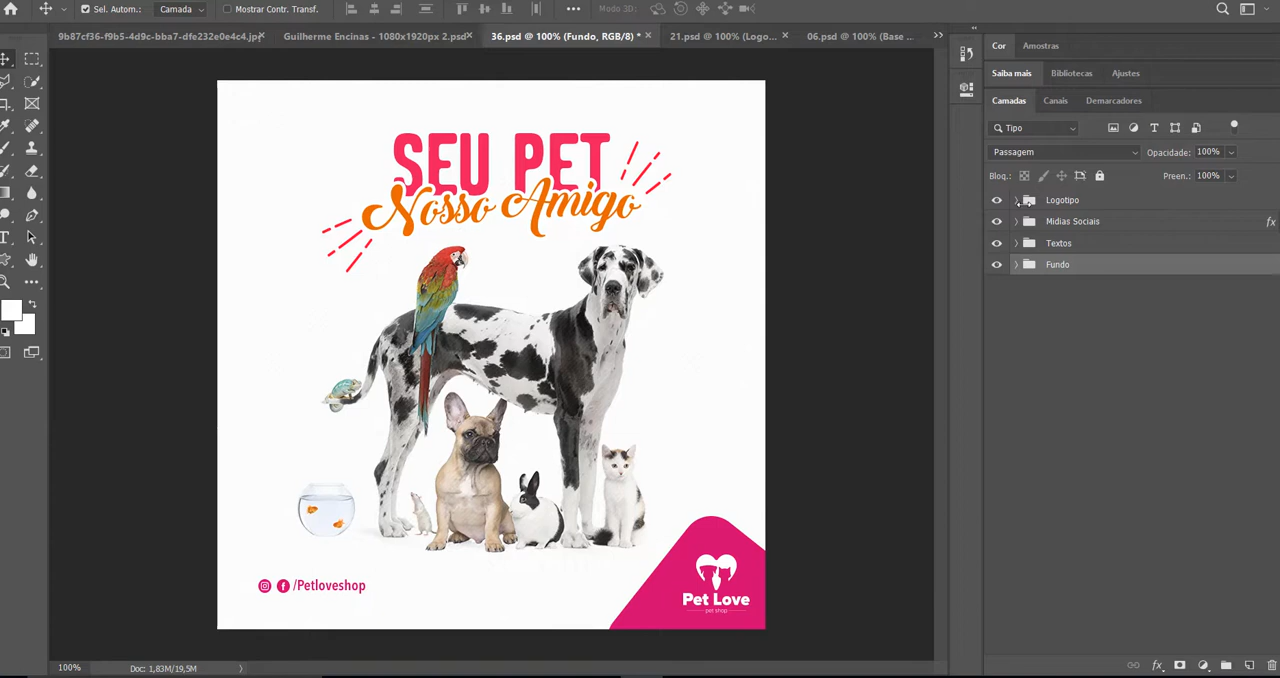 Sel. Autom.: Camada Mostrar Contr. Transf. Modo 3D:
9b87cf36-f9b5-4d9c-bba7-dfe232e0e4c4.jpg Guilherme Encinas - 1080x1920px 2.psd 36.psd @ 100% (Fundo, RGB/8) * 21.psd @ 100% (Logo... 06.psd @ 100% (Base ...
Cor Amostras
Saiba mais Bibliotecas Ajustes
Camadas Canais Demarcadores
Tipo
Passagem Opacidade: 100%
Bloq.: Preen.: 100%
Logotipo
Midias Sociais fx
Textos
Fundo
SEU PET
Nosso Amigo
/Petloveshop
Pet Love
pet shop
100% Doc: 1,83M/19,5M
fx